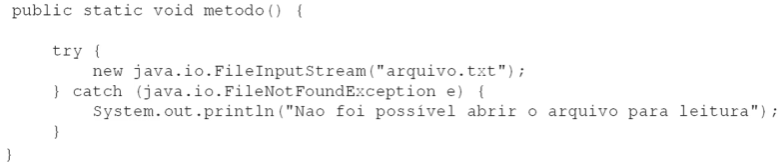 public static void metodo() {
try {
new java.io.FileInputStream("arquivo.txt");
} catch (java.io.FileNotFoundException e) {
System.out.println("Nao foi possível abrir o arquivo para leitura");
}
}